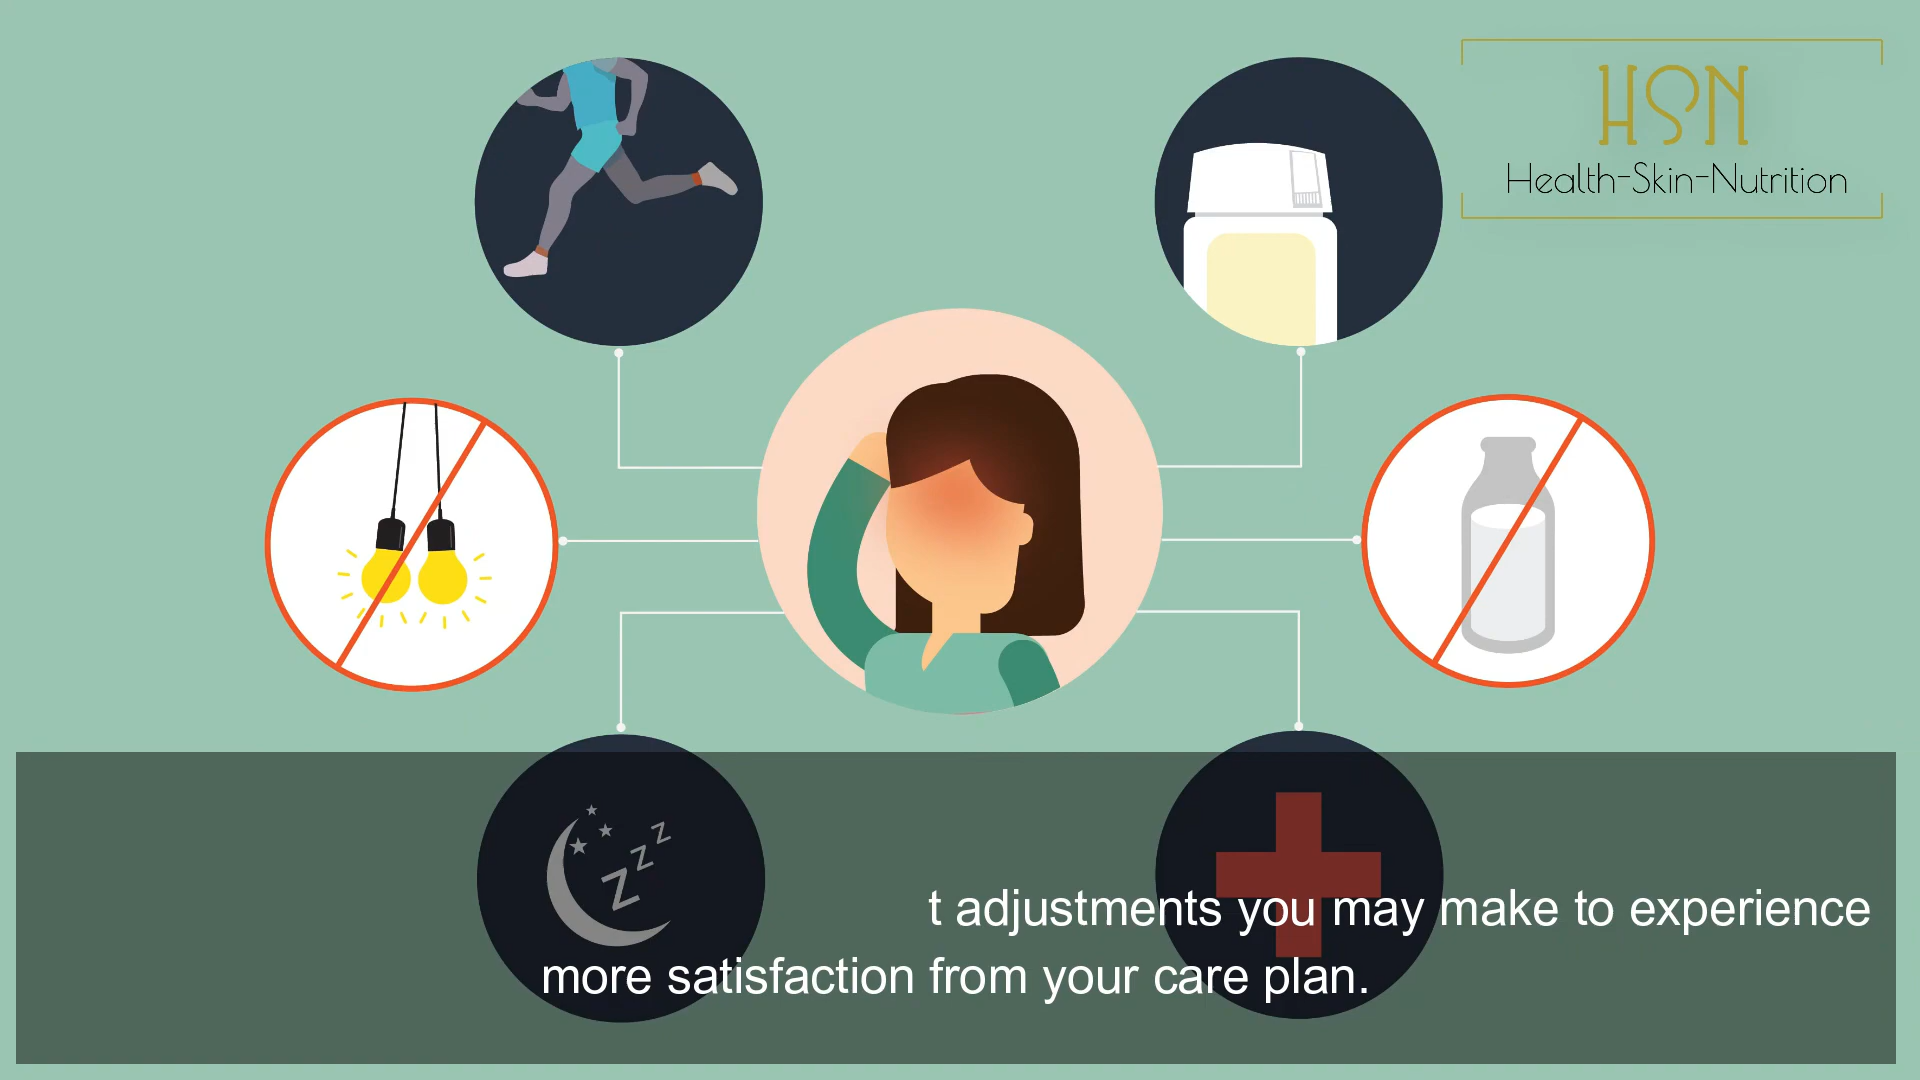 HSN
Health-Skin-Nutrition
z
z
z
t adjustments you may make to experience
more satisfaction from your care plan.